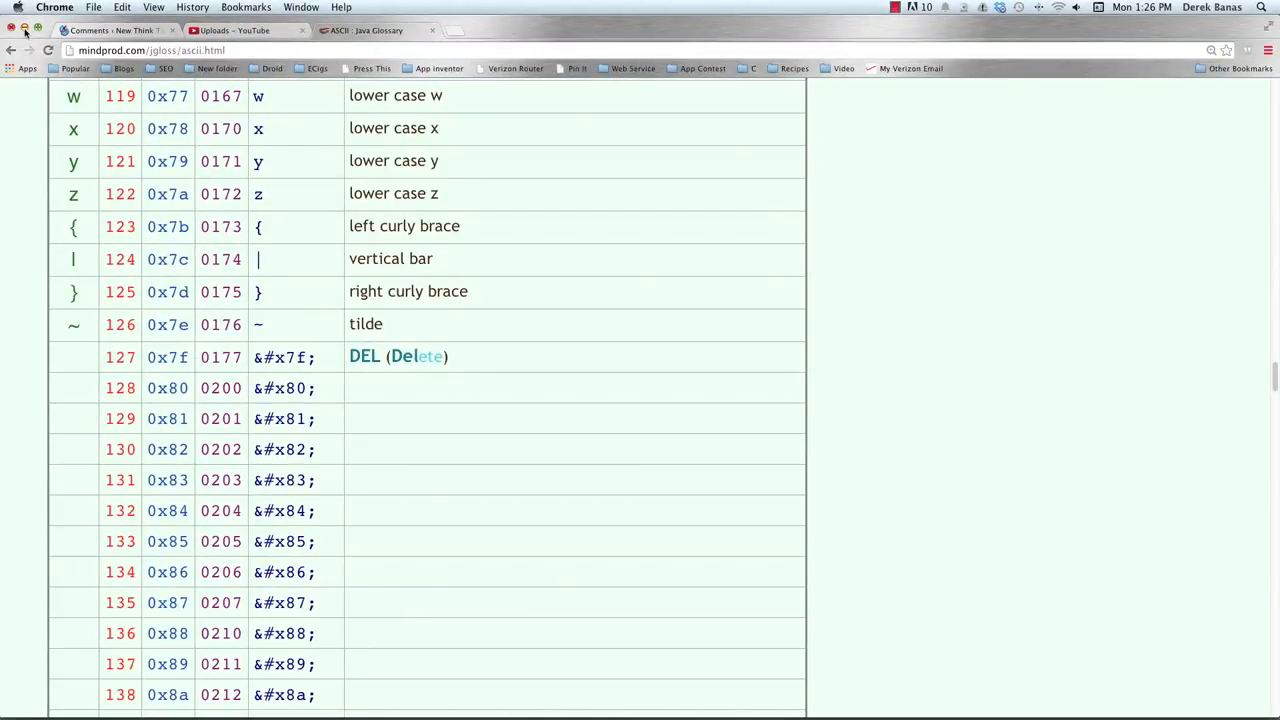 Chrome File Edit View History Bookmarks Window Help 10 Mon 1:26 PM Derek Banas
Comments ‹ New Think T Uploads - YouTube ASCII : Java Glossary
mindprod.com/jgloss/ascii.html
Apps Popular Blogs SEO New folder Droid ECigs Press This App inventor Verizon Router Pin It Web Service App Contest C Recipes Video My Verizon Email Other Bookmarks
w 119 0x77 0167 w lower case w
x 120 0x78 0170 x lower case x
y 121 0x79 0171 y lower case y
z 122 0x7a 0172 z lower case z
{ 123 0x7b 0173 { left curly brace
| 124 0x7c 0174 | vertical bar
} 125 0x7d 0175 } right curly brace
~ 126 0x7e 0176 ~ tilde
127 0x7f 0177 &#x7f; DEL (Delete)
128 0x80 0200 &#x80;
129 0x81 0201 &#x81;
130 0x82 0202 &#x82;
131 0x83 0203 &#x83;
132 0x84 0204 &#x84;
133 0x85 0205 &#x85;
134 0x86 0206 &#x86;
135 0x87 0207 &#x87;
136 0x88 0210 &#x88;
137 0x89 0211 &#x89;
138 0x8a 0212 &#x8a;